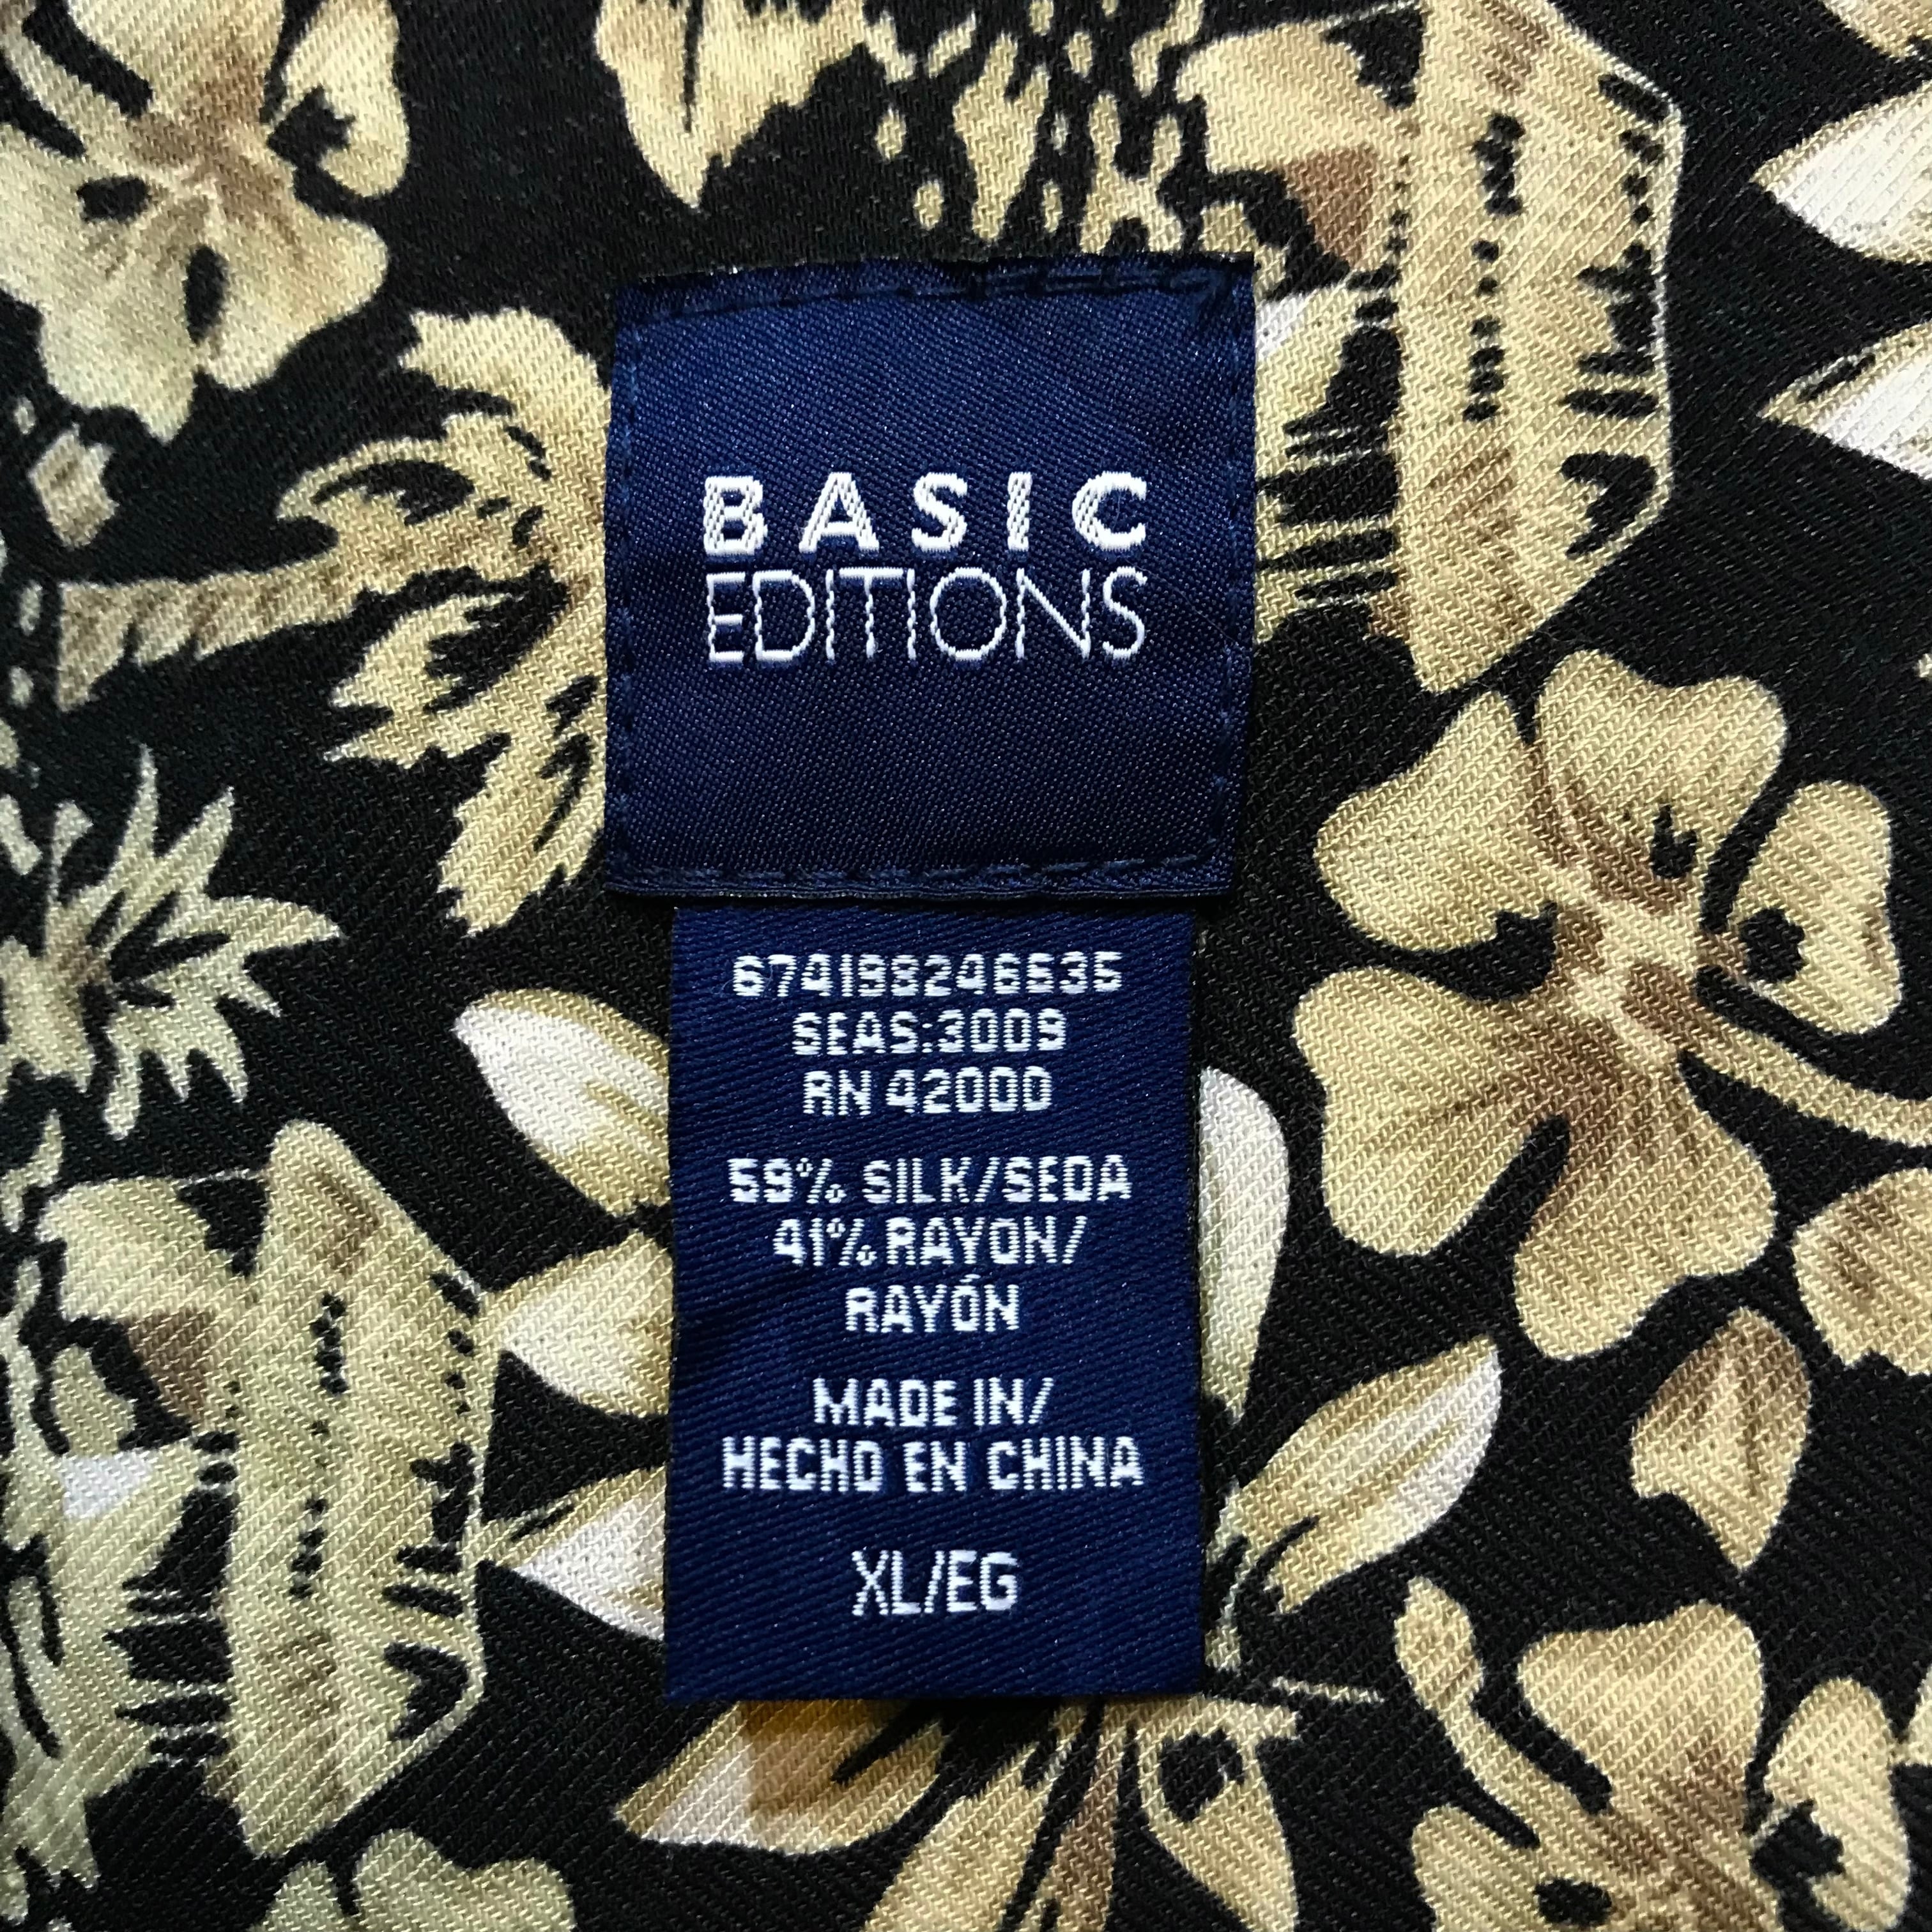 BASIC
EDITIONS
674198246535
SEAS:3009
RN 42000
59% SILK/SEDA
41% RAYON/
RAYÓN
MADE IN/
HECHO EN CHINA
XL/EG